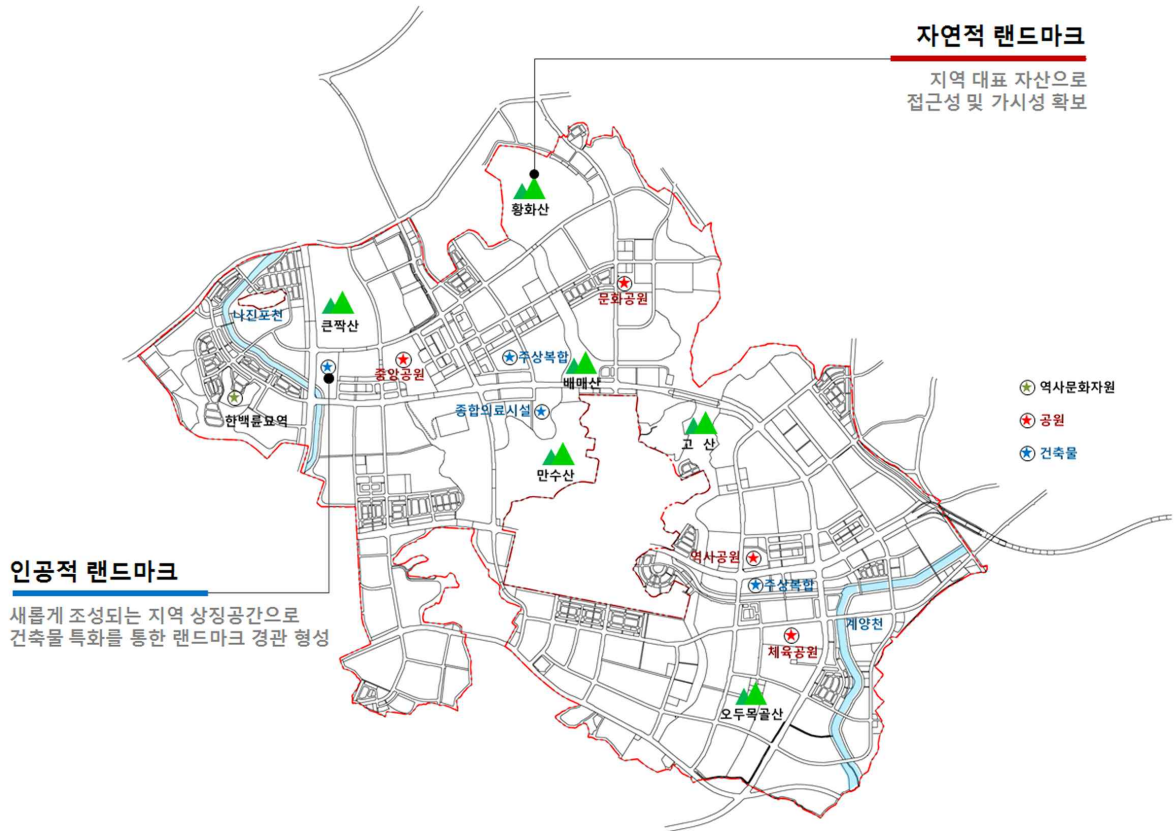 자연적 랜드마크
지역 대표 자산으로
접근성 및 가시성 확보
황화산
문화공원
나진포천
큰짝산
중앙공원
주상복합
배매산
한백륜묘역
종합의료시설
고 산
만수산
역사문화자원
공원
건축물
역사공원
주상복합
계양천
체육공원
오두목골산
인공적 랜드마크
새롭게 조성되는 지역 상징공간으로
건축물 특화를 통한 랜드마크 경관 형성